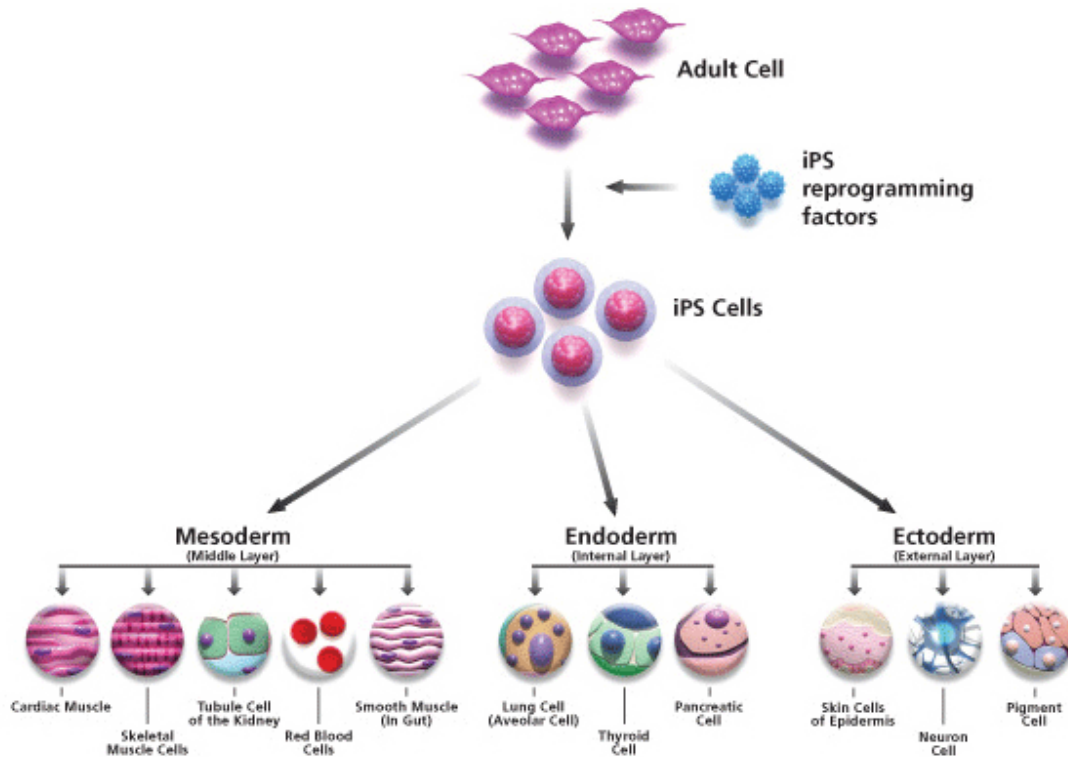 Adult Cell
iPS
reprogramming
factors
iPS Cells
Mesoderm
(Middle Layer)
Endoderm
(Internal Layer)
Ectoderm
(External Layer)
Cardiac Muscle
Skeletal
Muscle Cells
Tubule Cell
of the Kidney
Red Blood
Cells
Smooth Muscle
(In Gut)
Lung Cell
(Aveolar Cell)
Thyroid
Cell
Pancreatic
Cell
Skin Cells
of Epidermis
Neuron
Cell
Pigment
Cell